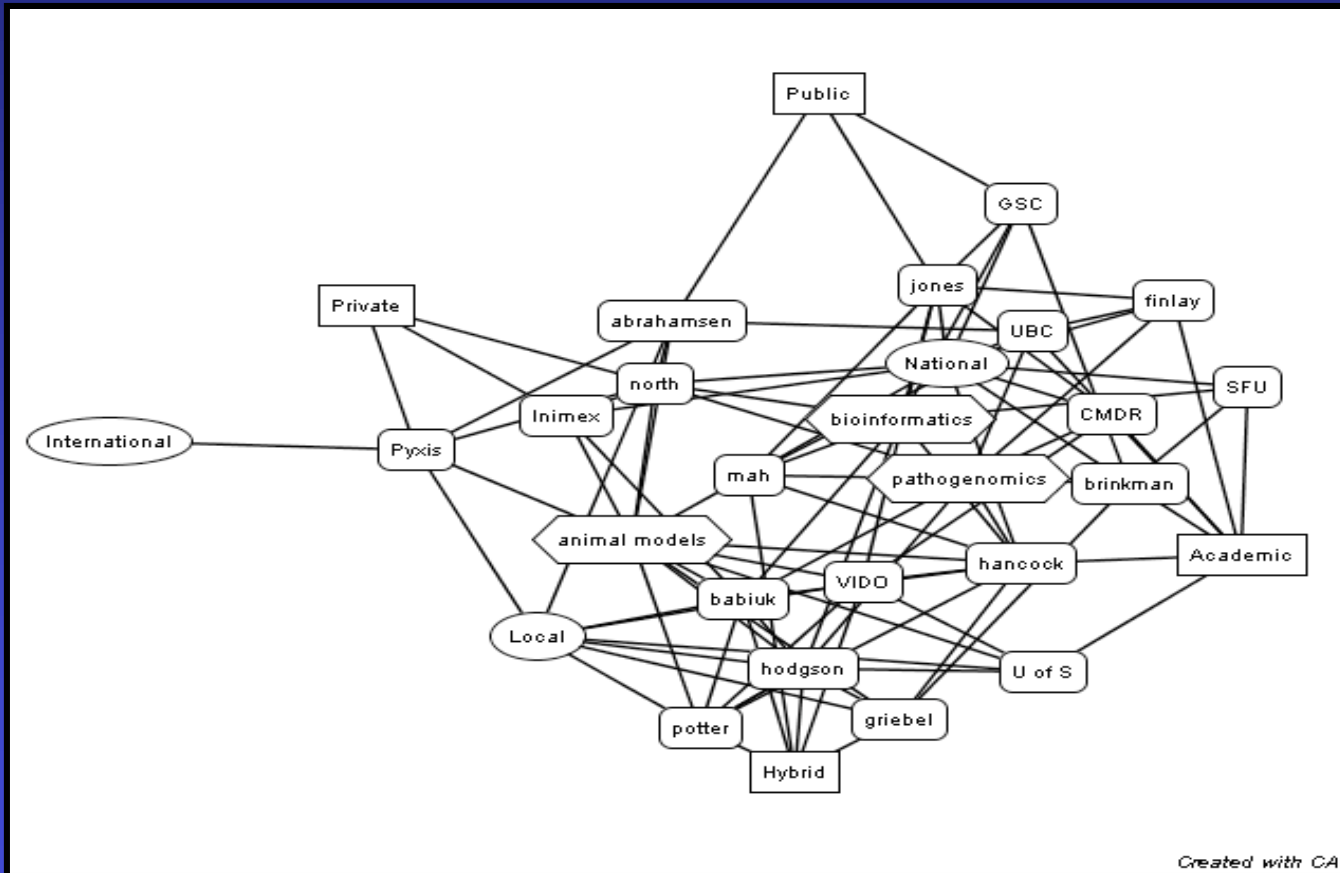 Public
GSC
jones
finlay
Private
abrahamsen
UBC
National
north
SFU
Inimex
bioinformatics
CMDR
International
Pyxis
mah
pathogenomics
brinkman
animal models
hancock
Academic
VIDO
babiuk
Local
hodgson
U of S
potter
griebel
Hybrid
Created with CA